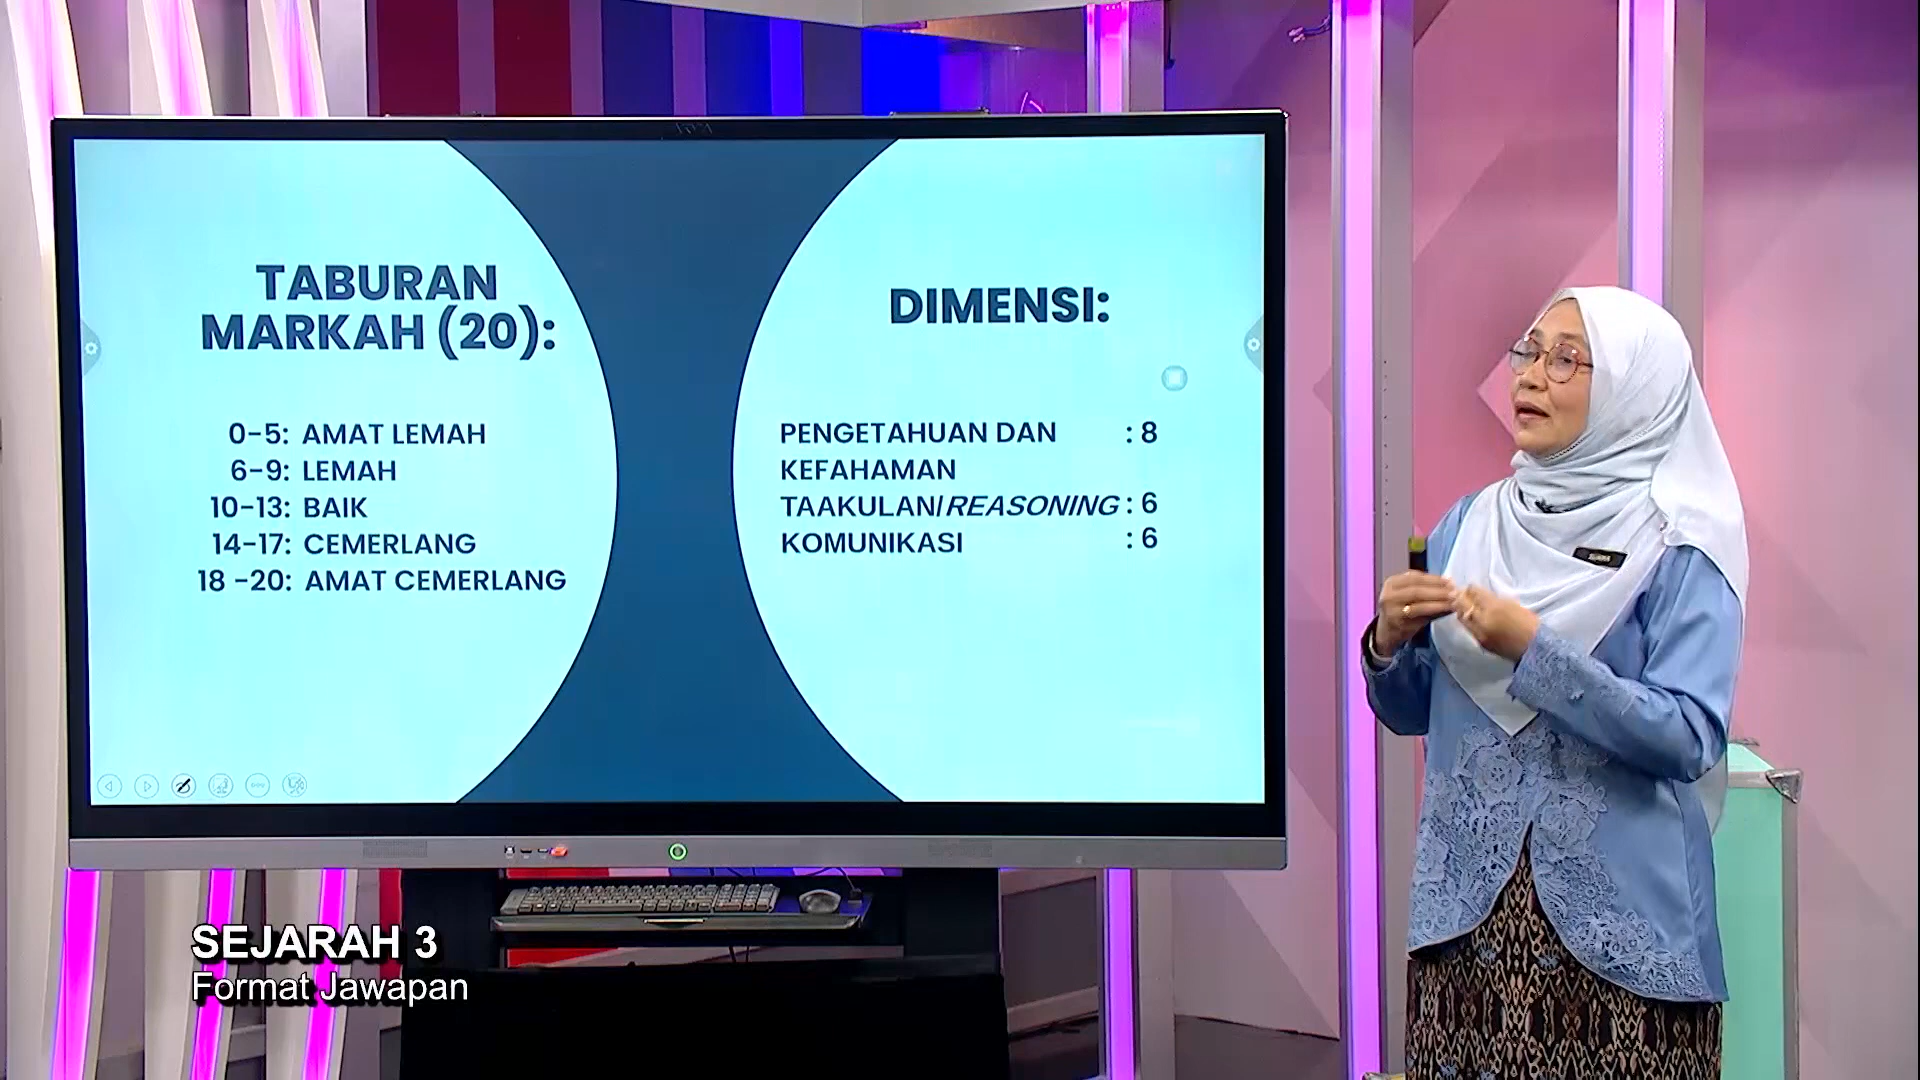 TABURAN
MARKAH (20):
0-5: AMAT LEMAH
6-9: LEMAH
10-13: BAIK
14-17: CEMERLANG
18 -20: AMAT CEMERLANG
DIMENSI:
PENGETAHUAN DAN : 8
KEFAHAMAN
TAAKULAN/REASONING : 6
KOMUNIKASI : 6
SEJARAH 3
Format Jawapan